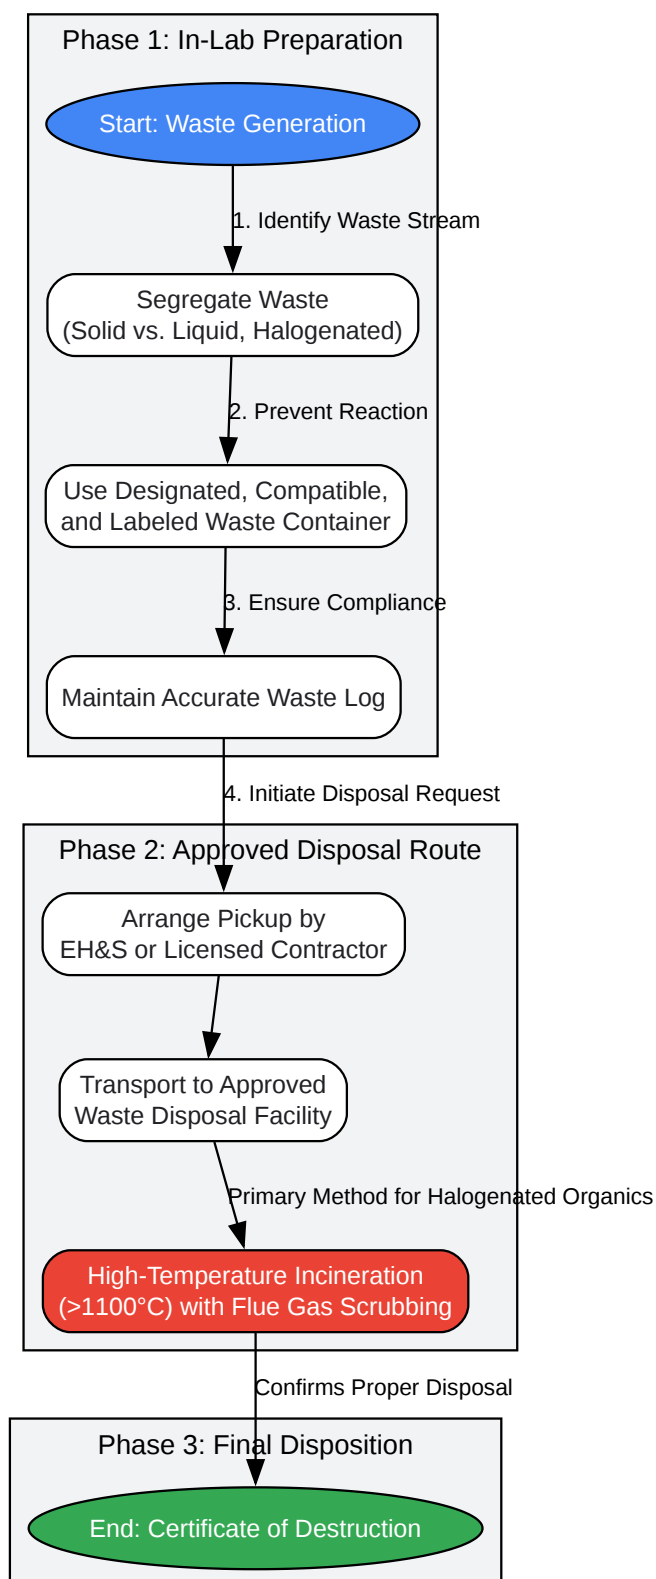 Phase 1: In-Lab Preparation
Start: Waste Generation
1. Identify Waste Stream
Segregate Waste
(Solid vs. Liquid, Halogenated)
2. Prevent Reaction
Use Designated, Compatible,
and Labeled Waste Container
3. Ensure Compliance
Maintain Accurate Waste Log
4. Initiate Disposal Request
Phase 2: Approved Disposal Route
Arrange Pickup by
EH&S or Licensed Contractor
Transport to Approved
Waste Disposal Facility
Primary Method for Halogenated Organics
High-Temperature Incineration
(>1100°C) with Flue Gas Scrubbing
Confirms Proper Disposal
Phase 3: Final Disposition
End: Certificate of Destruction